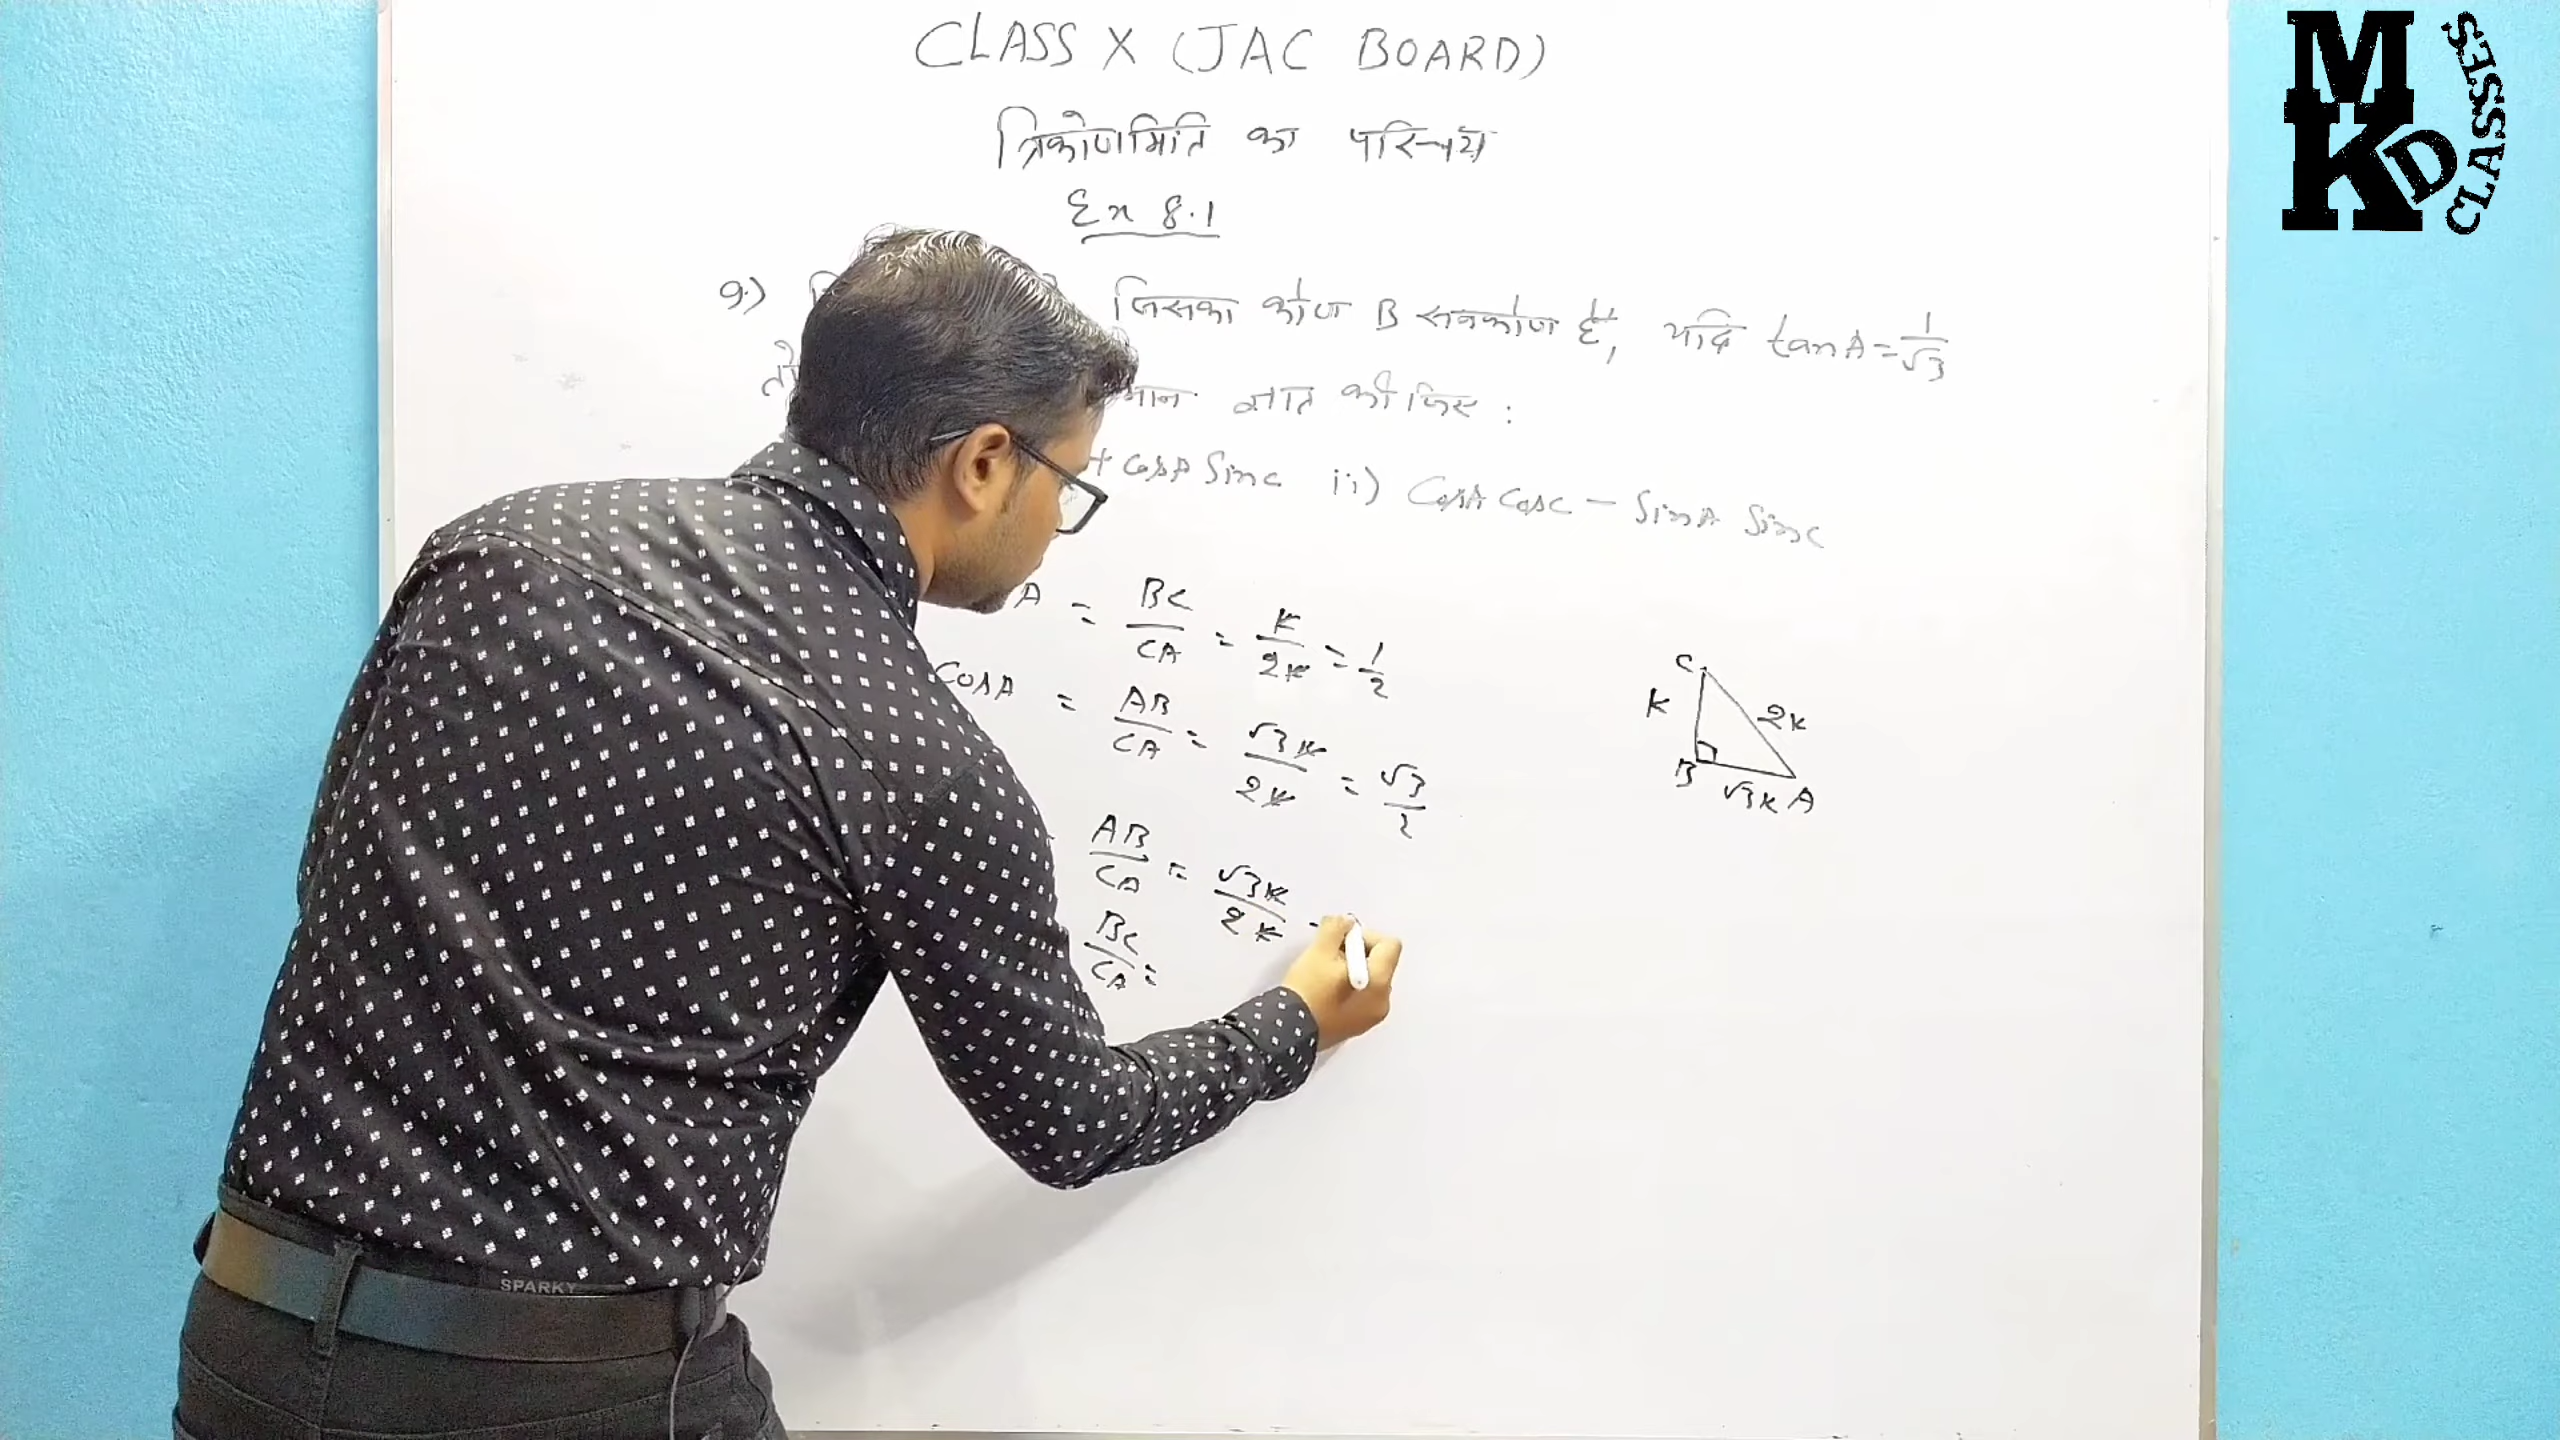 CLASS X (JAC BOARD)
त्रिकोणमिति का परिचय
Ex 8.1
9.) जिसका कोण B समकोण है, यदि tan A = 1/√3
मान ज्ञात कीजिए :
+ cosA Sinc ii) CosA Cosc - SinA Sinc
A = BC/CA = K/2K = 1/2
CosA = AB/CA = √3K/2K = √3/2
AB/CA = √3K/2K =
BC/CA =
C
K
2K
B
√3K A
MKD CLASSES
SPARKY